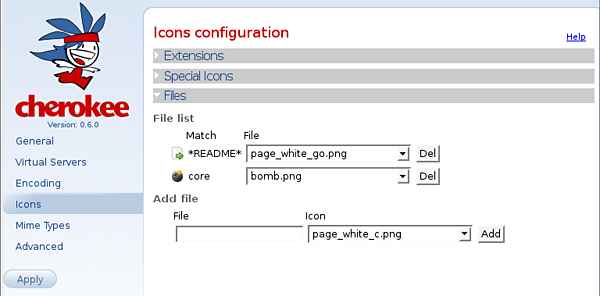 cherokee
Version: 0.6.0
General
Virtual Servers
Encoding
Icons
Mime Types
Advanced
Apply
Icons configuration
Help
Extensions
Special Icons
Files
File list
Match File
*README* page_white_go.png Del
core bomb.png Del
Add file
File Icon
page_white_c.png Add